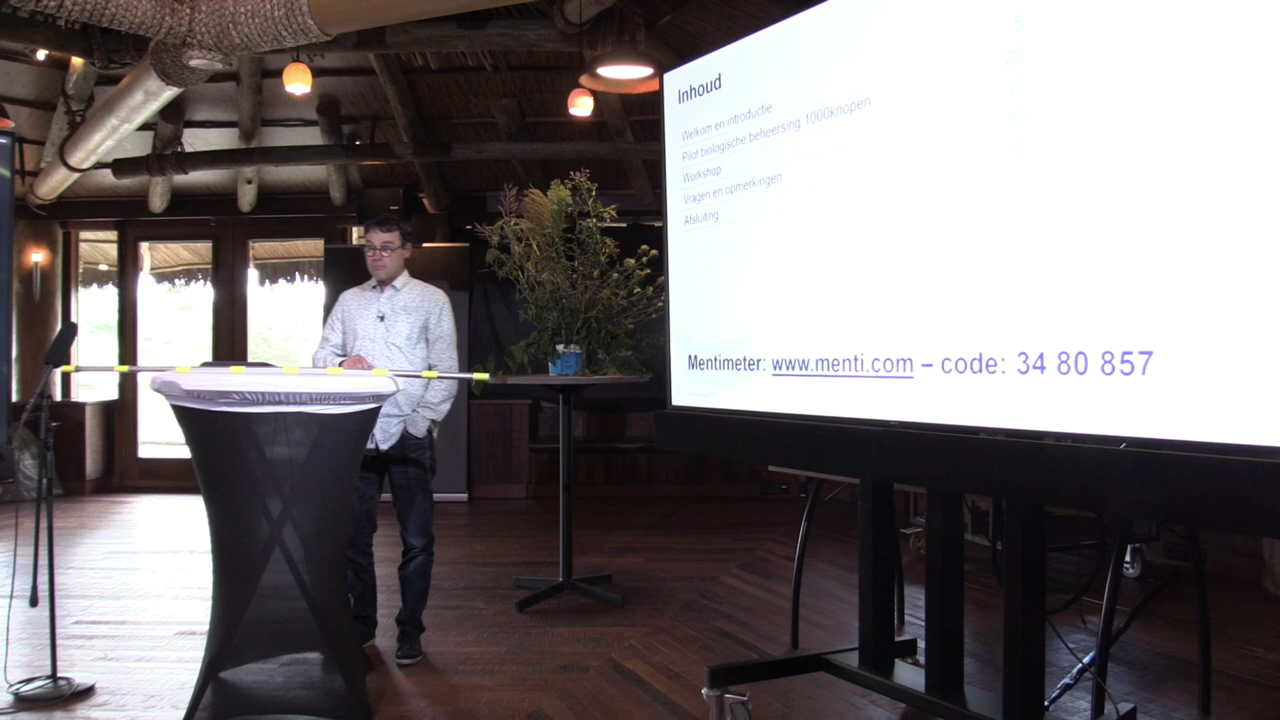 Inhoud
Welkom en introductie
Pilot biologische beheersing 1000knopen
Workshop
Vragen en opmerkingen
Afsluiting
Mentimeter: www.menti.com – code: 34 80 857